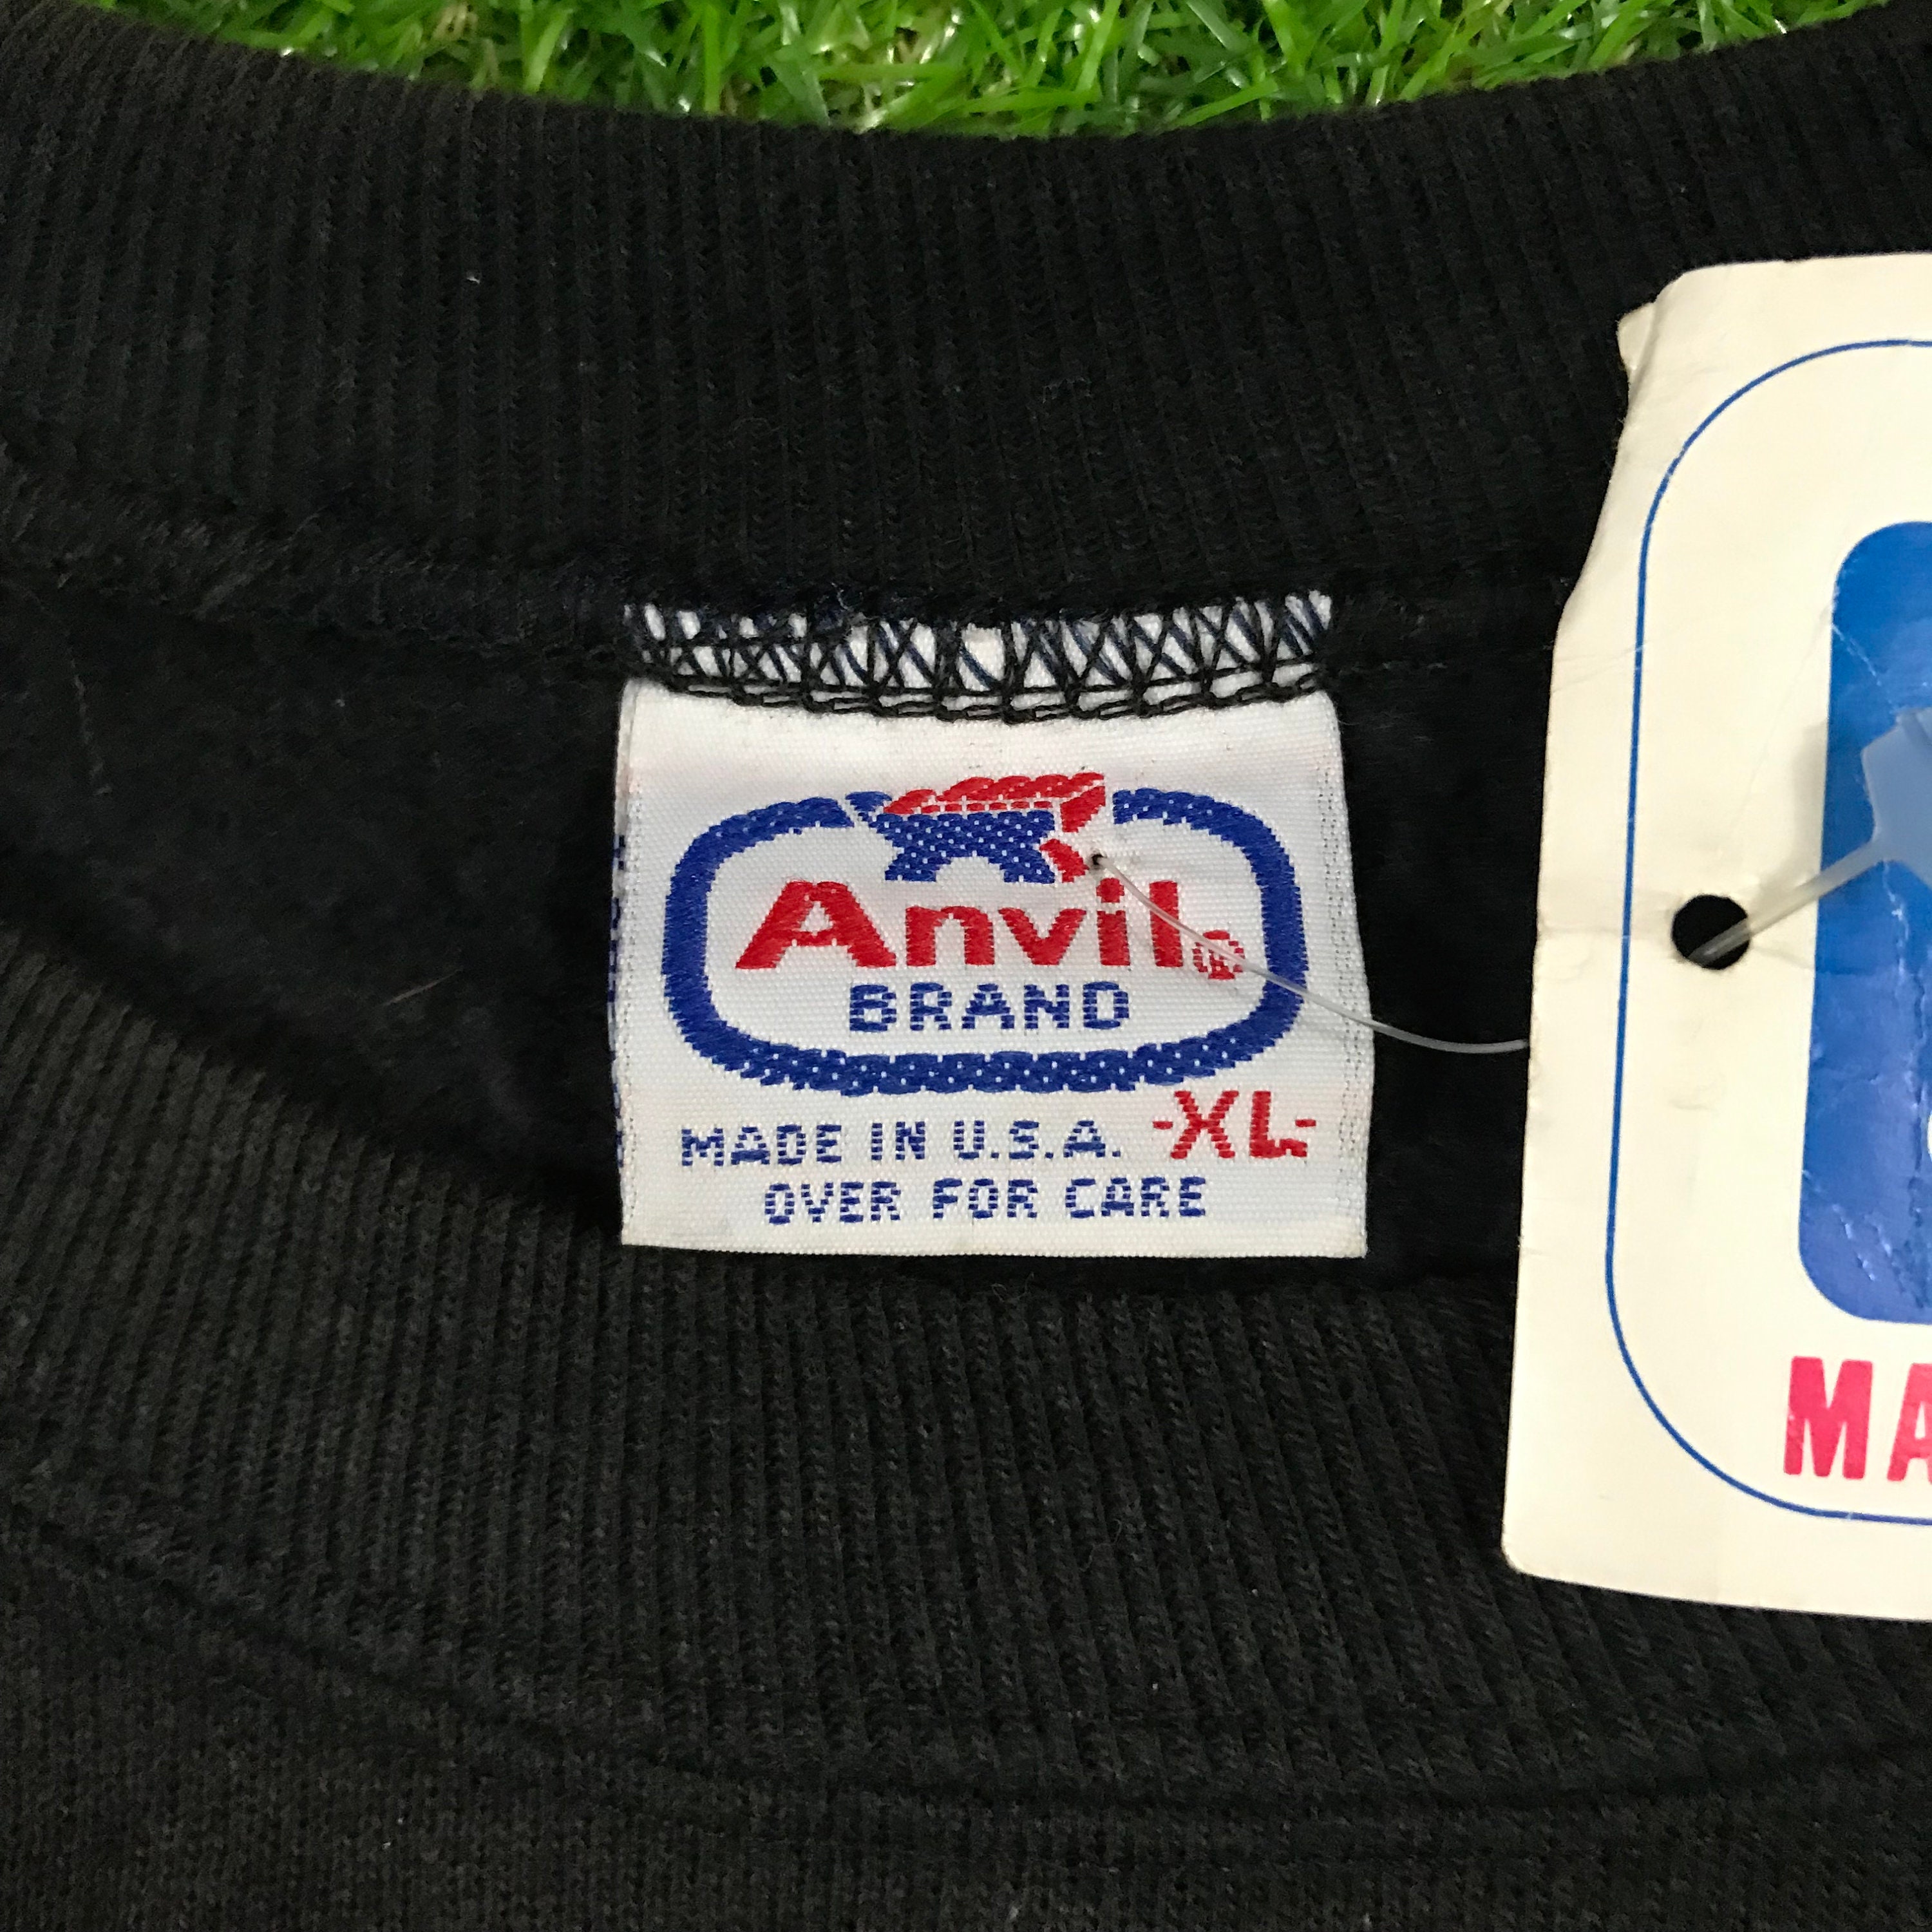 Anvil®
BRAND
MADE IN U.S.A. -XL-
OVER FOR CARE